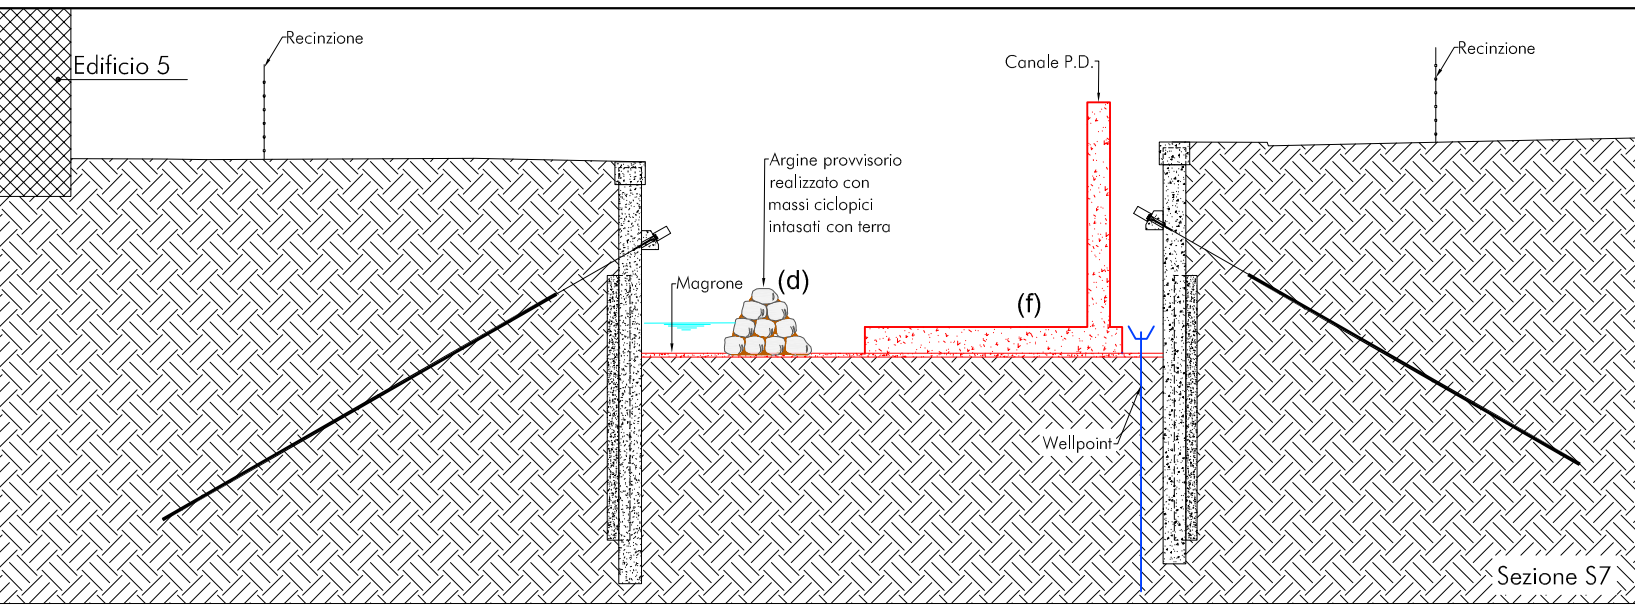 Edificio 5
Recinzione
Canale P.D.
Recinzione
Argine provvisorio
realizzato con
massi ciclopici
intasati con terra
Magrone
(d)
(f)
Wellpoint
Sezione S7